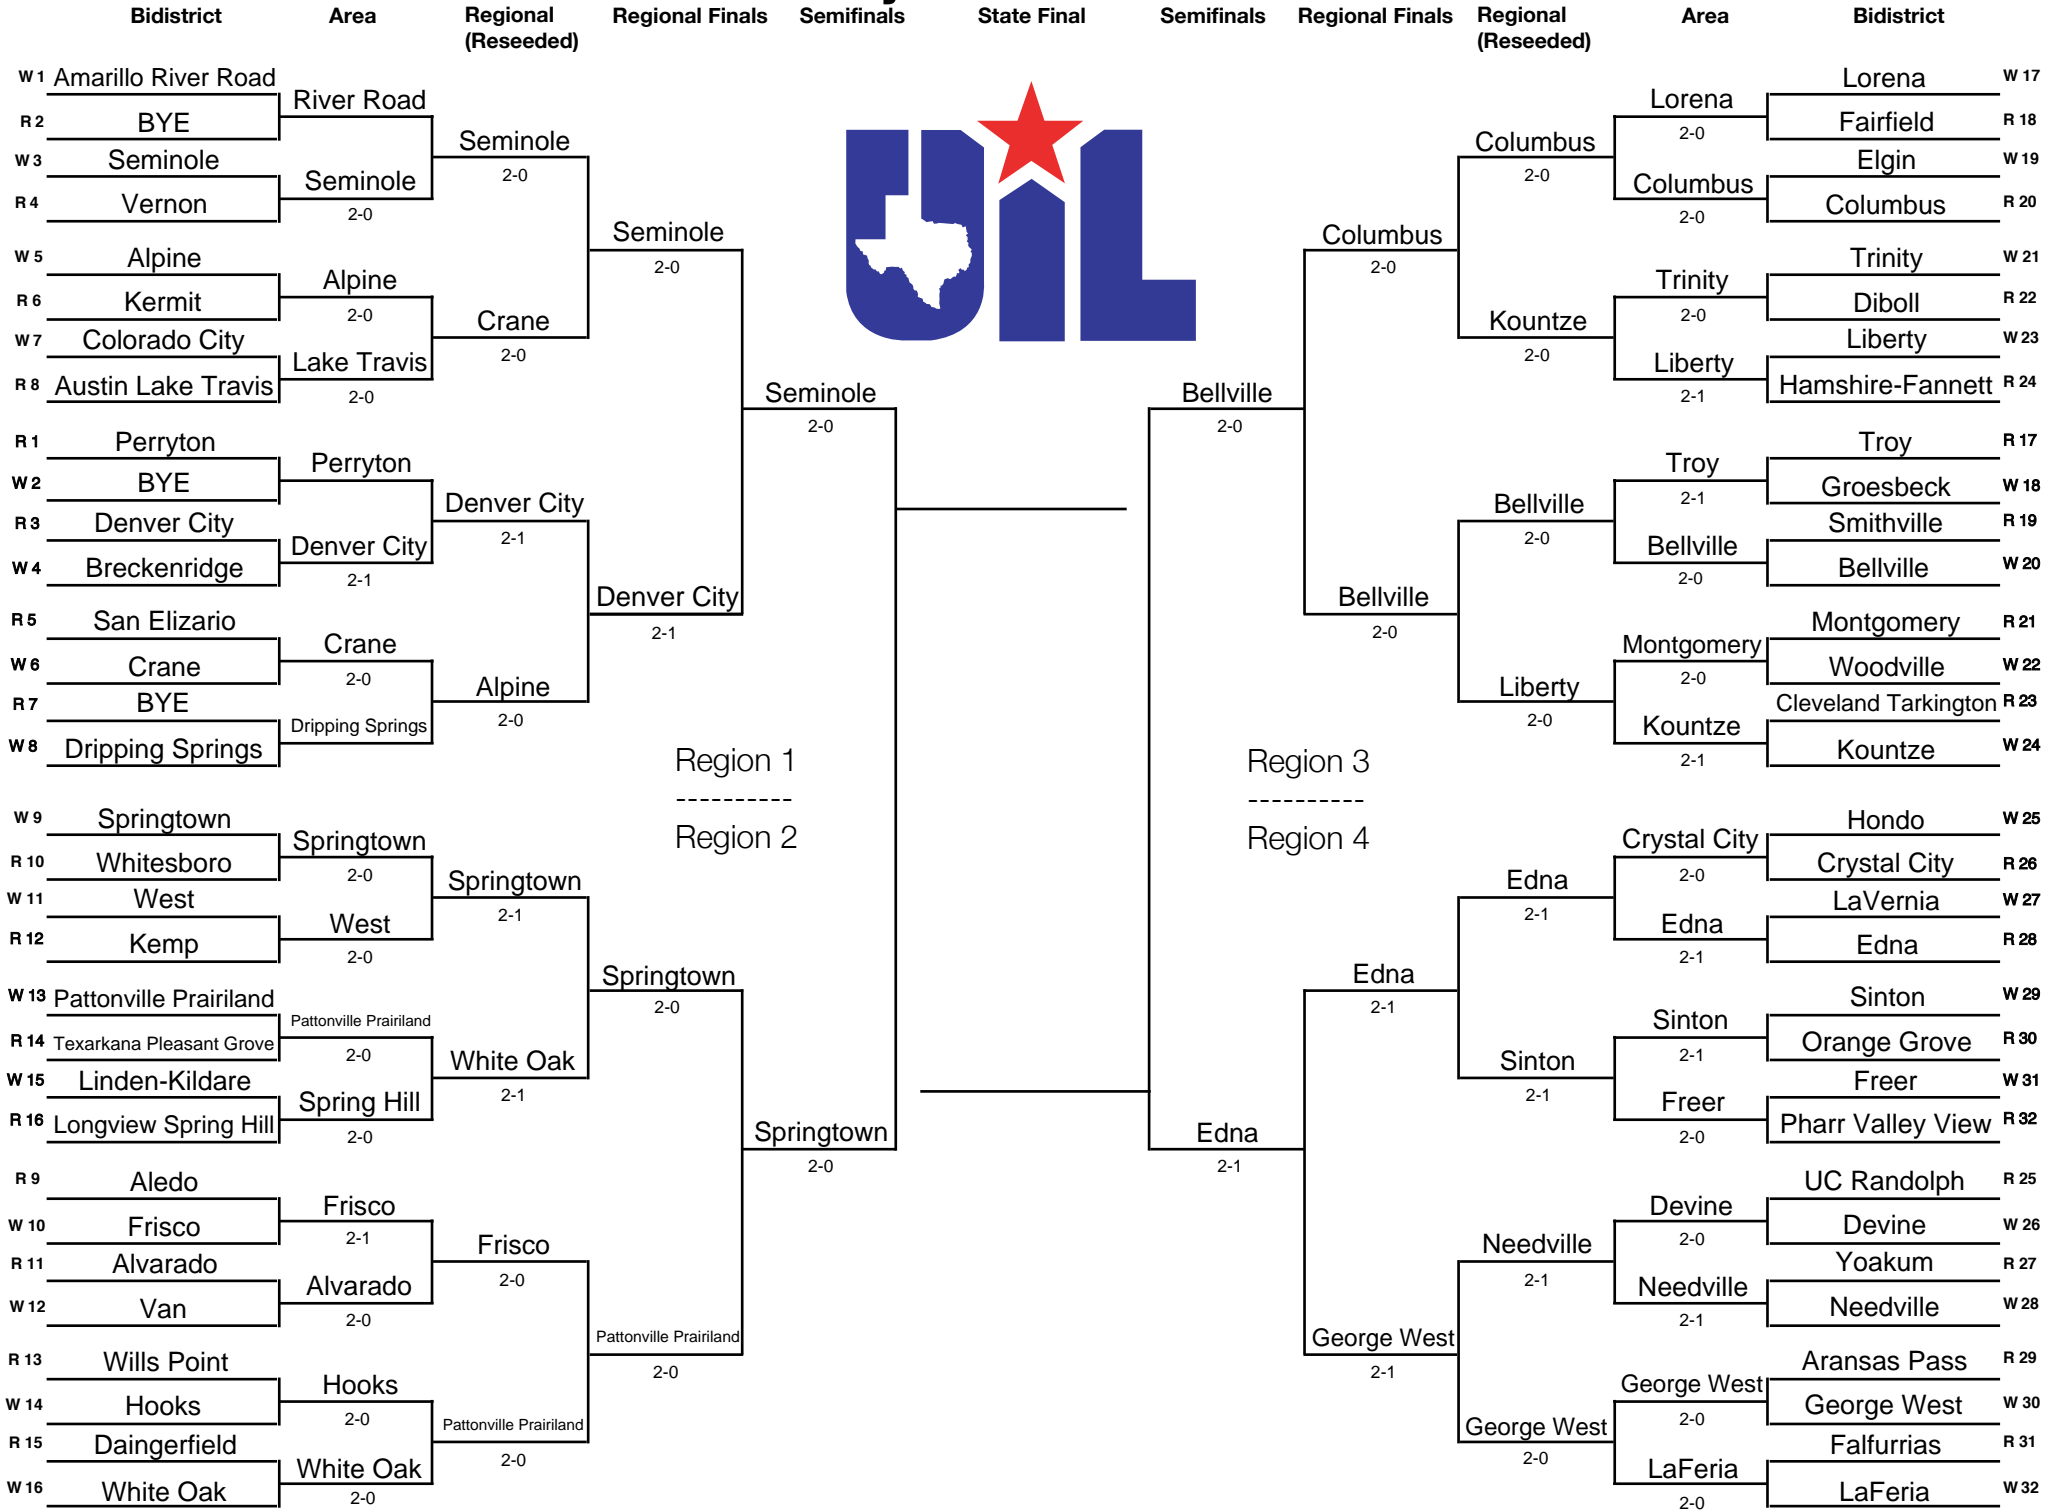 Bidistrict Area Regional (Reseeded) Regional Finals Semifinals State Final Semifinals Regional Finals Regional (Reseeded) Area Bidistrict
W 1 Amarillo River Road
River Road
R 2 BYE
Seminole
2-0
W 3 Seminole
Seminole
2-0
R 4 Vernon
Seminole
2-0
W 5 Alpine
Alpine
2-0
R 6 Kermit
Crane
2-0
W 7 Colorado City
Lake Travis
2-0
R 8 Austin Lake Travis
Seminole
2-0
R 1 Perryton
Perryton
W 2 BYE
Denver City
2-1
R 3 Denver City
Denver City
2-1
W 4 Breckenridge
Denver City
2-1
R 5 San Elizario
Crane
2-0
W 6 Crane
Alpine
2-0
R 7 BYE
Dripping Springs
W 8 Dripping Springs
Region 1
----------
Region 2
W 9 Springtown
Springtown
2-0
R 10 Whitesboro
Springtown
2-1
W 11 West
West
2-0
R 12 Kemp
Springtown
2-0
W 13 Pattonville Prairiland
Pattonville Prairiland
2-0
R 14 Texarkana Pleasant Grove
White Oak
2-1
W 15 Linden-Kildare
Spring Hill
2-0
R 16 Longview Spring Hill
Springtown
2-0
R 9 Aledo
Frisco
2-1
W 10 Frisco
Frisco
2-0
R 11 Alvarado
Alvarado
2-0
W 12 Van
Pattonville Prairiland
2-0
R 13 Wills Point
Hooks
2-0
W 14 Hooks
Pattonville Prairiland
2-0
R 15 Daingerfield
White Oak
2-0
W 16 White Oak
UIL
Lorena W 17
Lorena
2-0
Fairfield R 18
Columbus
2-0
Elgin W 19
Columbus
2-0
Columbus R 20
Columbus
2-0
Trinity W 21
Trinity
2-0
Diboll R 22
Kountze
2-0
Liberty W 23
Liberty
2-1
Hamshire-Fannett R 24
Bellville
2-0
Troy R 17
Troy
2-1
Groesbeck W 18
Bellville
2-0
Smithville R 19
Bellville
2-0
Bellville W 20
Bellville
2-0
Montgomery R 21
Montgomery
2-0
Woodville W 22
Liberty
2-0
Cleveland Tarkington R 23
Kountze
2-1
Kountze W 24
Region 3
----------
Region 4
Hondo W 25
Crystal City
2-0
Crystal City R 26
Edna
2-1
LaVernia W 27
Edna
2-1
Edna R 28
Edna
2-1
Sinton W 29
Sinton
2-1
Orange Grove R 30
Sinton
2-1
Freer W 31
Freer
2-0
Pharr Valley View R 32
Edna
2-1
UC Randolph R 25
Devine
2-0
Devine W 26
Needville
2-1
Yoakum R 27
Needville
2-1
Needville W 28
George West
2-1
Aransas Pass R 29
George West
2-0
George West W 30
George West
2-0
Falfurrias R 31
LaFeria
2-0
LaFeria W 32